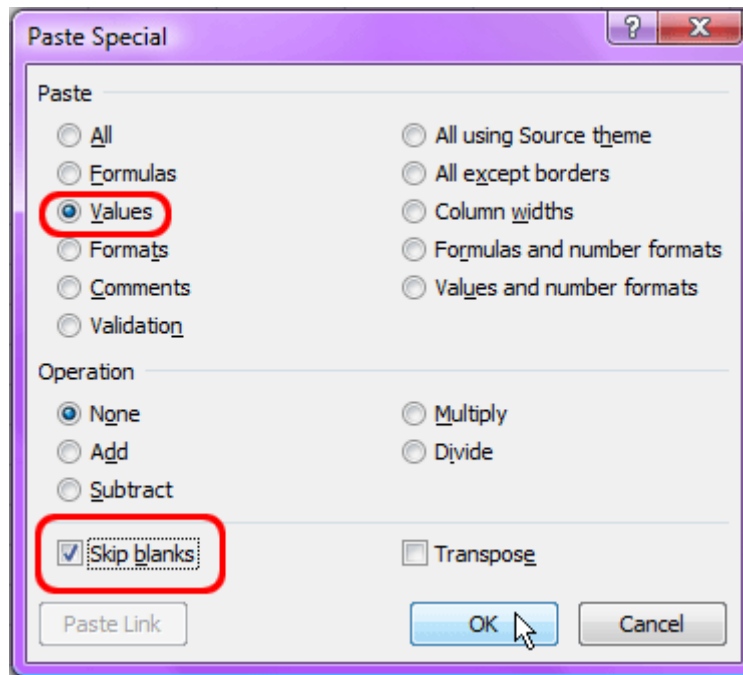 Paste Special
Paste
All
All using Source theme
Formulas
All except borders
Values
Column widths
Formats
Formulas and number formats
Comments
Values and number formats
Validation
Operation
None
Multiply
Add
Divide
Subtract
Skip blanks
Transpose
Paste Link
OK
Cancel